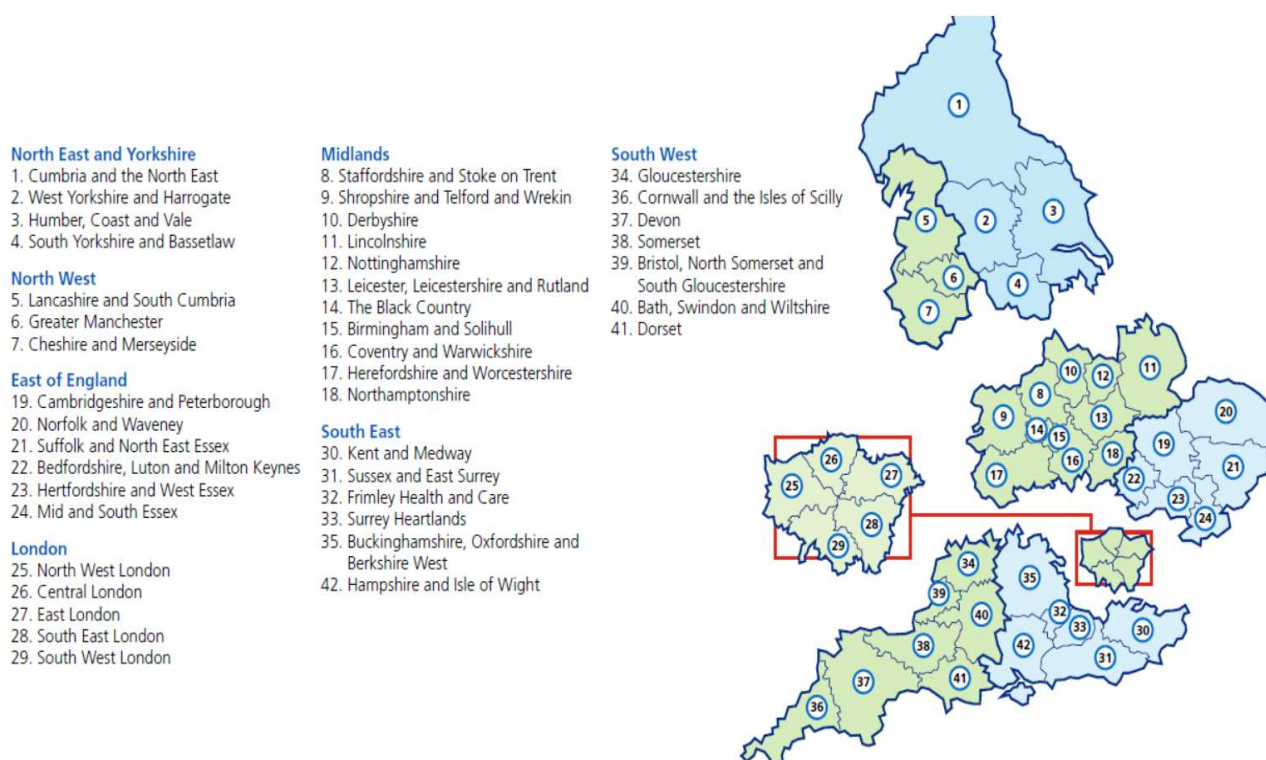 North East and Yorkshire
1. Cumbria and the North East
2. West Yorkshire and Harrogate
3. Humber, Coast and Vale
4. South Yorkshire and Bassetlaw
North West
5. Lancashire and South Cumbria
6. Greater Manchester
7. Cheshire and Merseyside
East of England
19. Cambridgeshire and Peterborough
20. Norfolk and Waveney
21. Suffolk and North East Essex
22. Bedfordshire, Luton and Milton Keynes
23. Hertfordshire and West Essex
24. Mid and South Essex
London
25. North West London
26. Central London
27. East London
28. South East London
29. South West London
Midlands
8. Staffordshire and Stoke on Trent
9. Shropshire and Telford and Wrekin
10. Derbyshire
11. Lincolnshire
12. Nottinghamshire
13. Leicester, Leicestershire and Rutland
14. The Black Country
15. Birmingham and Solihull
16. Coventry and Warwickshire
17. Herefordshire and Worcestershire
18. Northamptonshire
South East
30. Kent and Medway
31. Sussex and East Surrey
32. Frimley Health and Care
33. Surrey Heartlands
35. Buckinghamshire, Oxfordshire and
Berkshire West
42. Hampshire and Isle of Wight
South West
34. Gloucestershire
36. Cornwall and the Isles of Scilly
37. Devon
38. Somerset
39. Bristol, North Somerset and
South Gloucestershire
40. Bath, Swindon and Wiltshire
41. Dorset
1
2
3
5
6
4
7
10
12
11
8
9
13
20
14
15
19
16
18
17
21
22
23
24
26
25
27
28
29
34
35
39
40
32
33
30
38
42
31
37
41
36